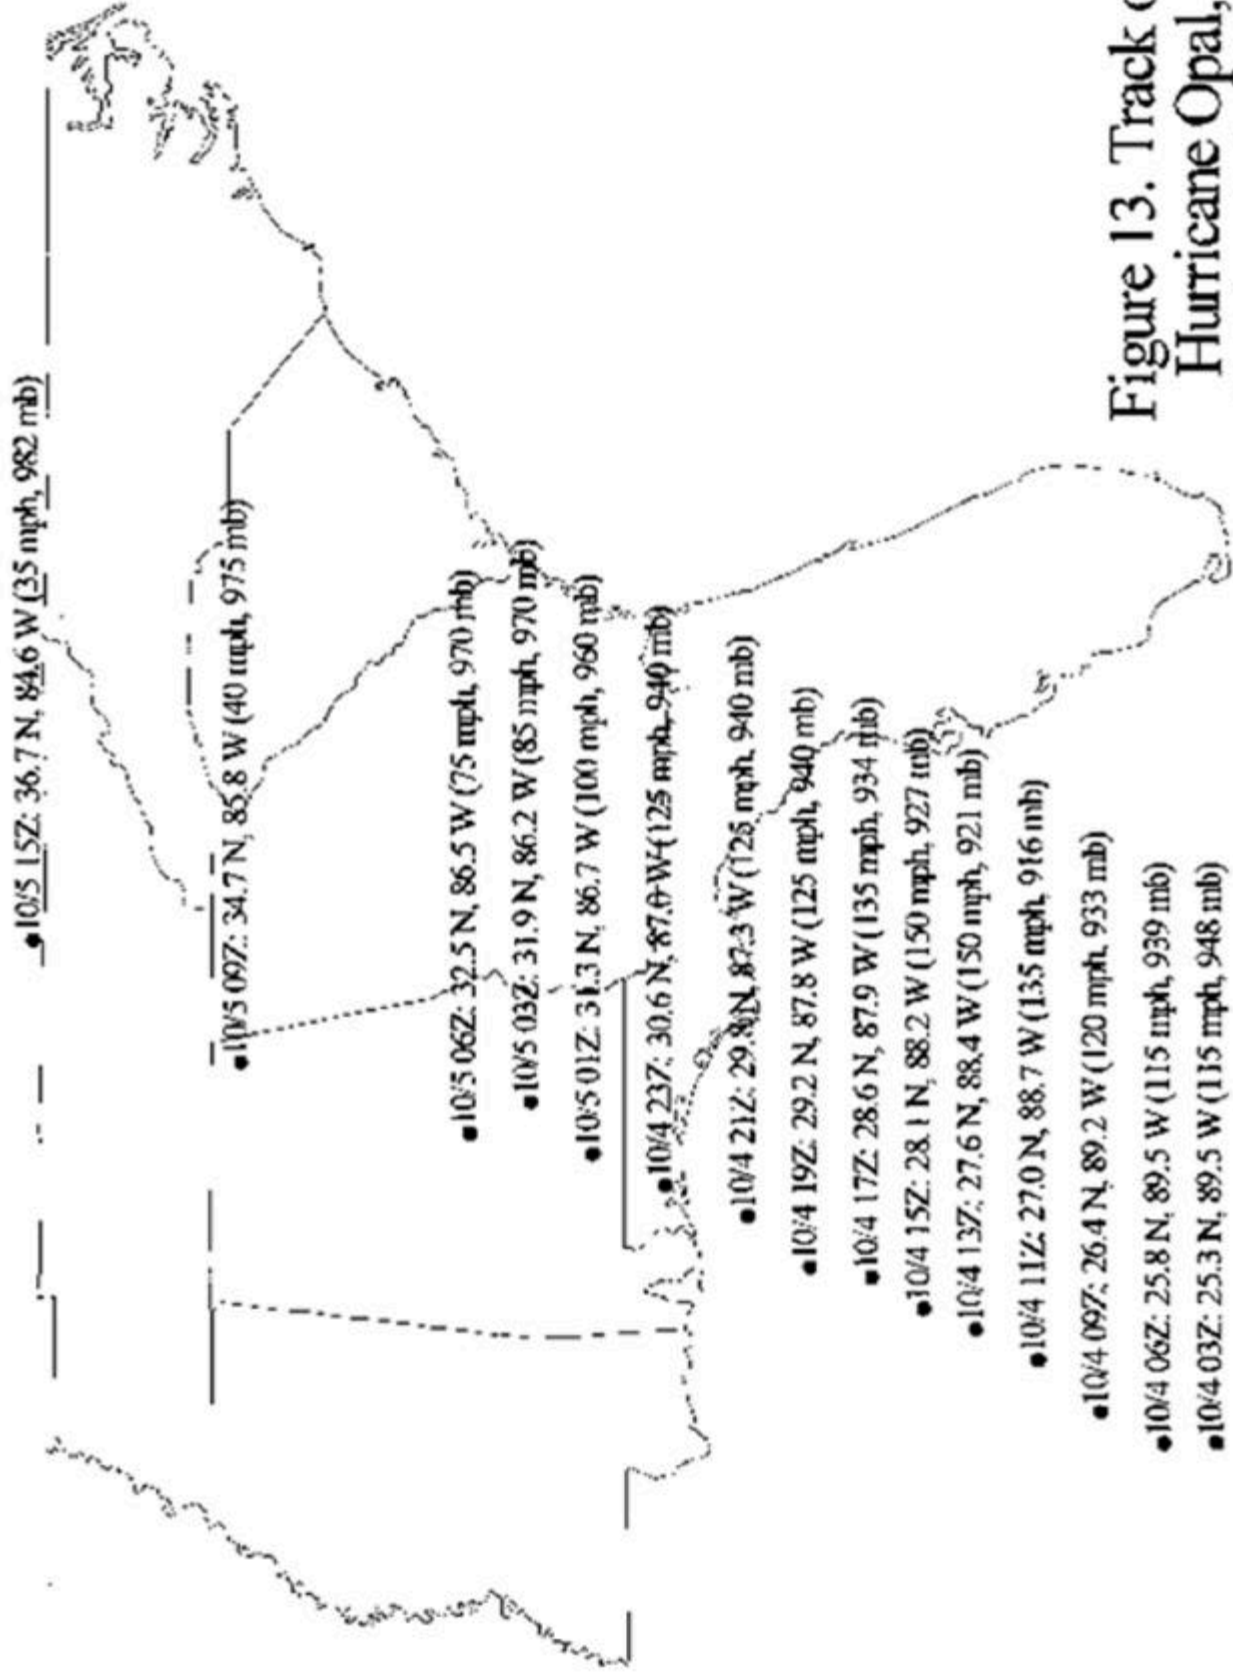 10/5 15Z: 36.7 N, 84.6 W (35 mph, 982 mb)
10/5 09Z: 34.7 N, 85.8 W (40 mph, 975 mb)
10/5 06Z: 32.5 N, 86.5 W (75 mph, 970 mb)
10/5 03Z: 31.9 N, 86.2 W (85 mph, 970 mb)
10/5 01Z: 31.3 N, 86.7 W (100 mph, 960 mb)
10/4 23Z: 30.6 N, 87.0 W (125 mph, 940 mb)
10/4 21Z: 29.8 N, 87.3 W (125 mph, 940 mb)
10/4 19Z: 29.2 N, 87.8 W (125 mph, 940 mb)
10/4 17Z: 28.6 N, 87.9 W (135 mph, 934 mb)
10/4 15Z: 28.1 N, 88.2 W (150 mph, 927 mb)
10/4 13Z: 27.6 N, 88.4 W (150 mph, 921 mb)
10/4 11Z: 27.0 N, 88.7 W (135 mph, 916 mb)
10/4 09Z: 26.4 N, 89.2 W (120 mph, 933 mb)
10/4 06Z: 25.8 N, 89.5 W (115 mph, 939 mb)
10/4 03Z: 25.3 N, 89.5 W (115 mph, 948 mb)
Figure 13. Track
Hurricane Opal,